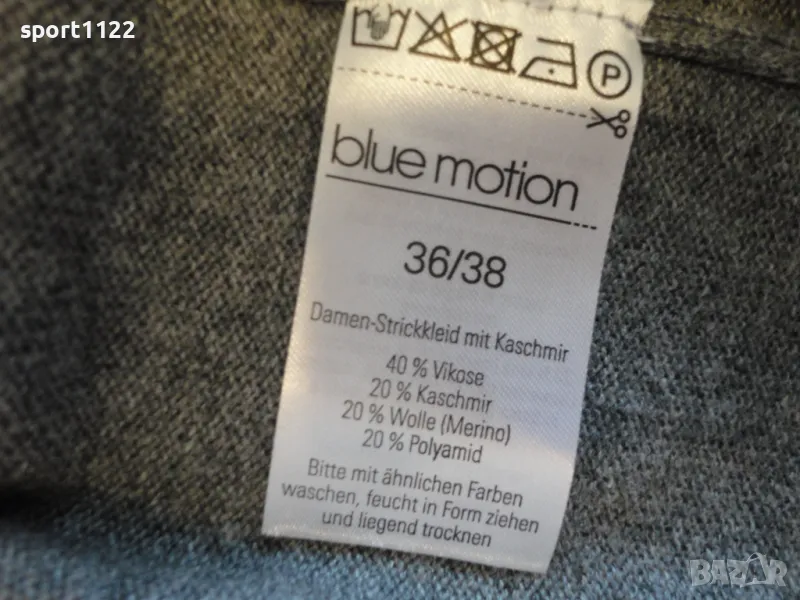 sport1122
P
blue motion
36/38
Damen-Strickkleid mit Kaschmir
40 % Vikose
20 % Kaschmir
20 % Wolle (Merino)
20 % Polyamid
Bitte mit ähnlichen Farben
waschen, feucht in Form ziehen
und liegend trocknen
BAZAR